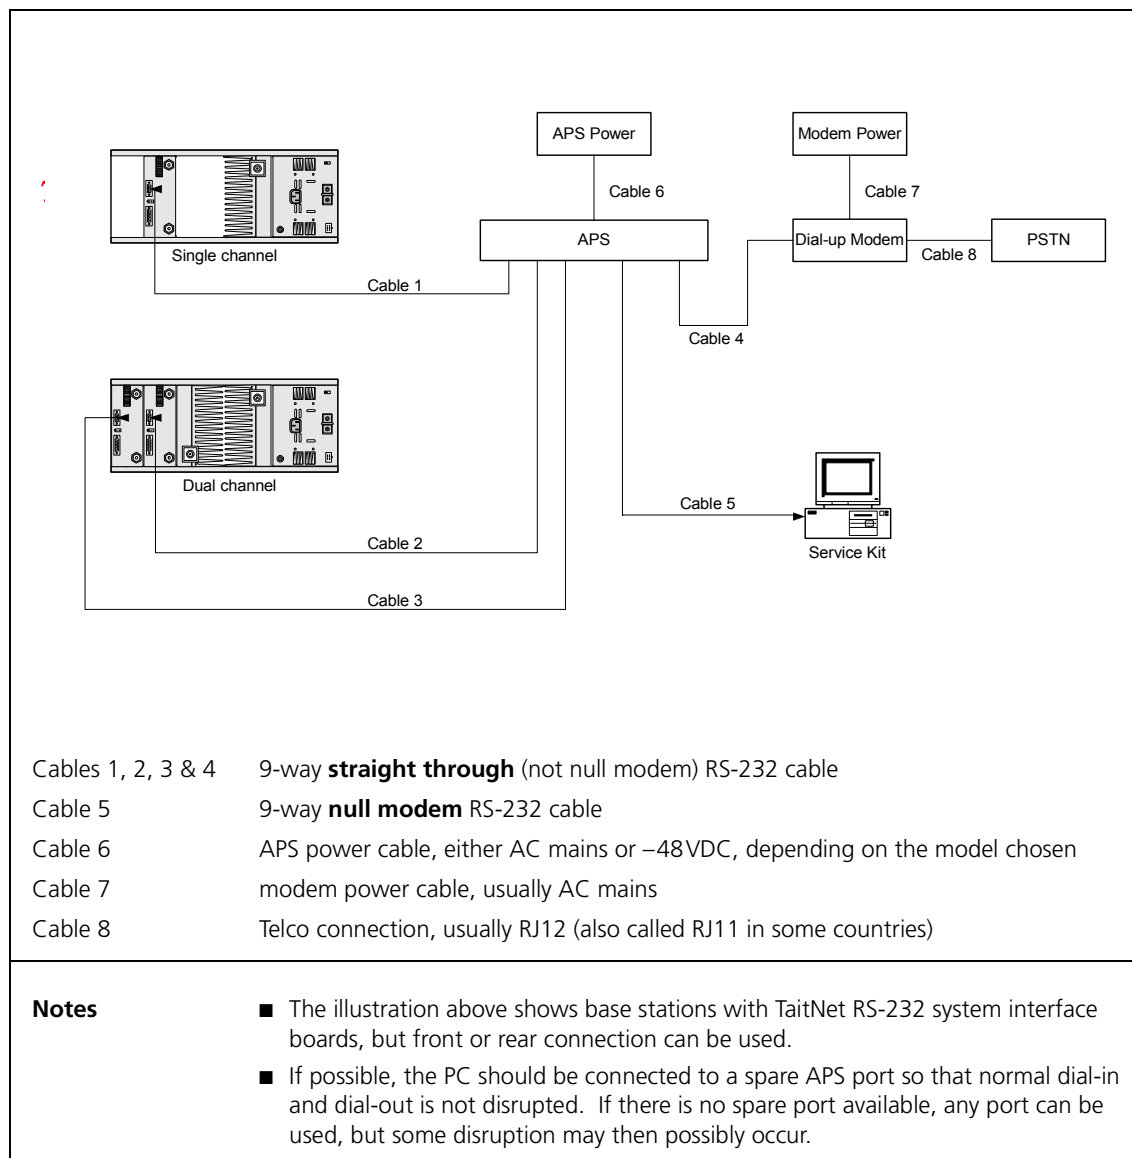 APS Power
Modem Power
Cable 6
Cable 7
APS
Dial-up Modem
Cable 8
PSTN
Single channel
Cable 1
Cable 4
Dual channel
Cable 5
Cable 2
Service Kit
Cable 3
Cables 1, 2, 3 & 4 9-way straight through (not null modem) RS-232 cable
Cable 5 9-way null modem RS-232 cable
Cable 6 APS power cable, either AC mains or –48VDC, depending on the model chosen
Cable 7 modem power cable, usually AC mains
Cable 8 Telco connection, usually RJ12 (also called RJ11 in some countries)
Notes ■ The illustration above shows base stations with TaitNet RS-232 system interface
boards, but front or rear connection can be used.
■ If possible, the PC should be connected to a spare APS port so that normal dial-in
and dial-out is not disrupted. If there is no spare port available, any port can be
used, but some disruption may then possibly occur.